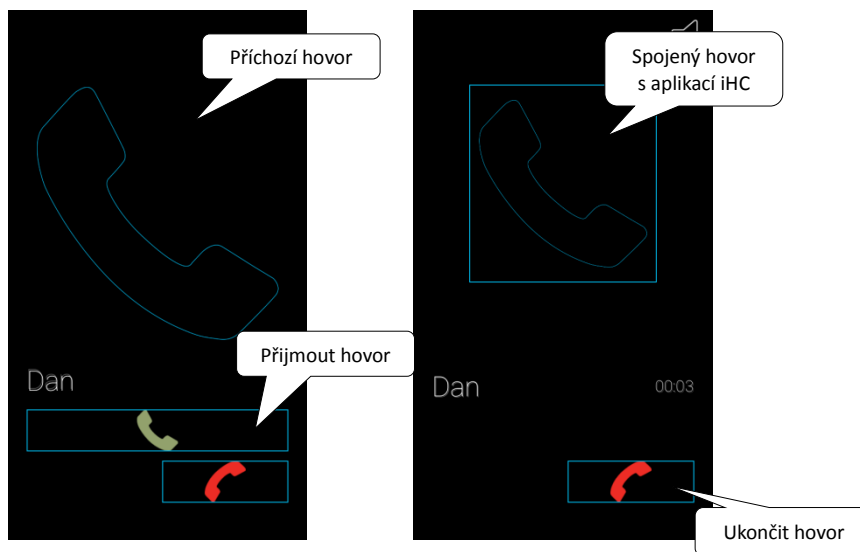 Příchozí hovor
Přijmout hovor
Dan
Spojený hovor
s aplikací iHC
Dan
00:03
Ukončit hovor